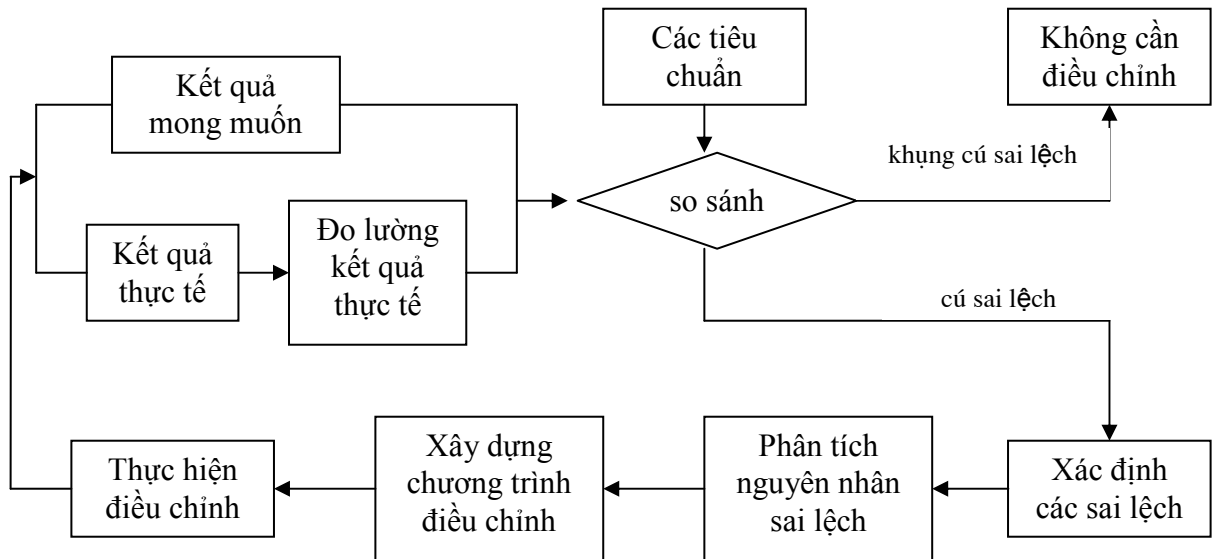 Các tiêu
chuẩn
Không cần
điều chỉnh
Kết quả
mong muốn
khụng cú sai lệch
so sánh
Kết quả
thực tế
Đo lường
kết quả
thực tế
cú sai lệch
Thực hiện
điều chỉnh
Xây dựng
chương trình
điều chỉnh
Phân tích
nguyên nhân
sai lệch
Xác định
các sai lệch